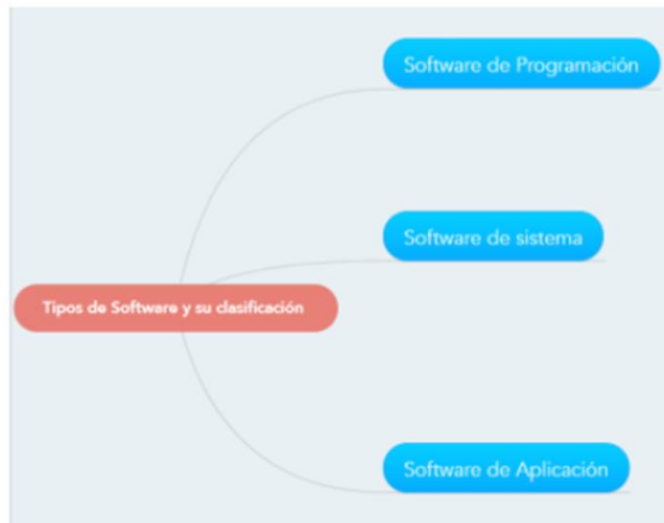 Software de Programación
Software de sistema
Tipos de Software y su clasificación
Software de Aplicación